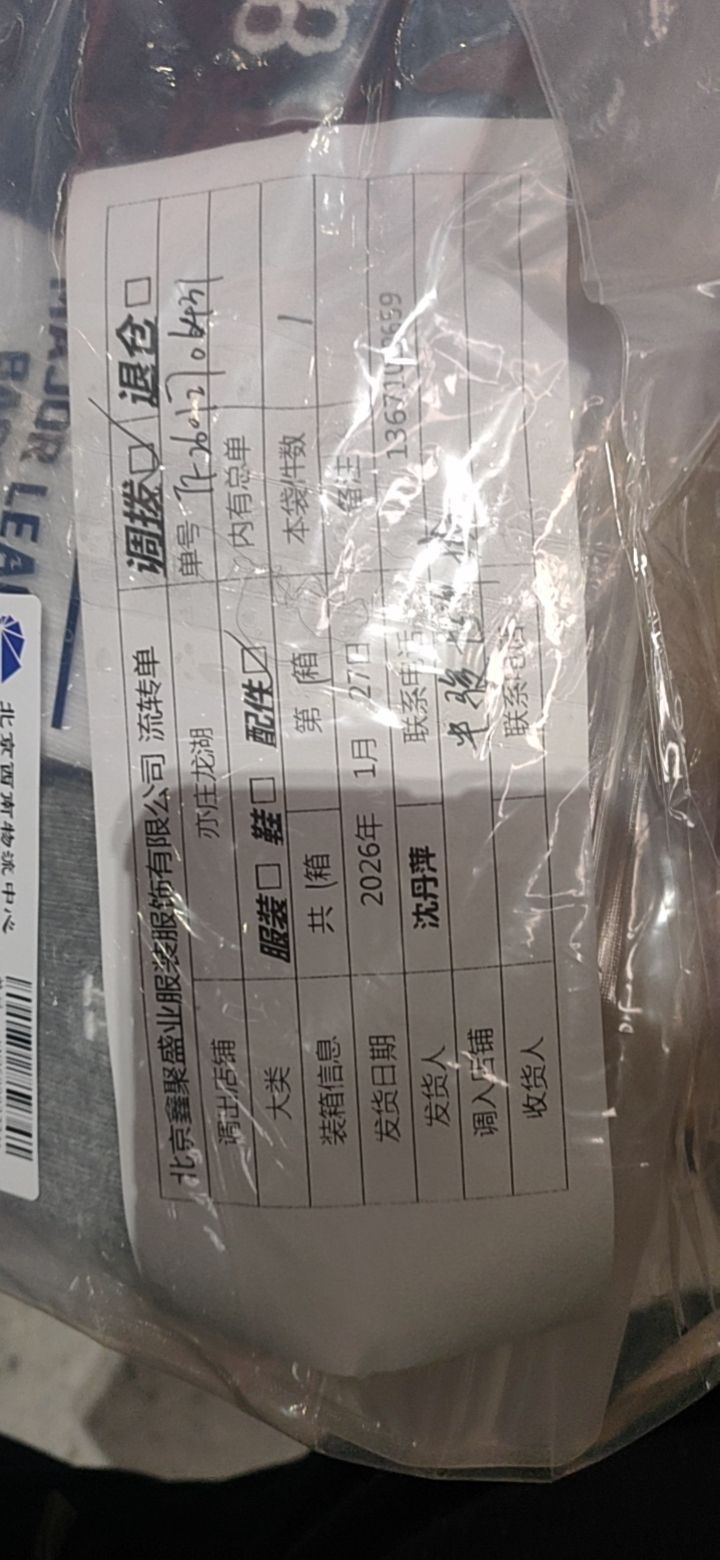 北京鑫聚盛业服装服饰有限公司 流转单 调拨☑ 退仓□
调出店铺 亦庄龙湖 单号
大类 服装□ 鞋□ 配件☑ 内有总单
装箱信息 共1箱 第1箱 本袋件数 1
发货日期 2026年 1月 27日 备注
发货人 沈丹萍 联系电话
调入店铺
收货人 联系电话
北京西南物流中心
MAJOR LEA
B